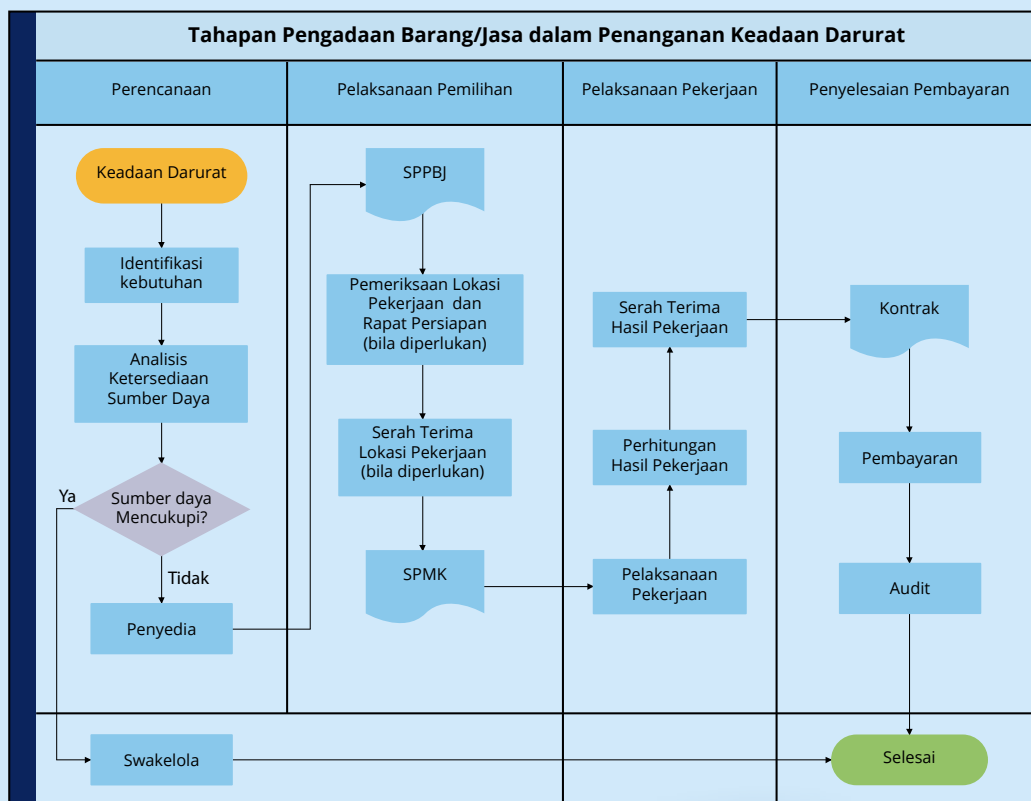 Tahapan Pengadaan Barang/Jasa dalam Penanganan Keadaan Darurat
Perencanaan
Pelaksanaan Pemilihan
Pelaksanaan Pekerjaan
Penyelesaian Pembayaran
Keadaan Darurat
Identifikasi
kebutuhan
Analisis
Ketersediaan
Sumber Daya
Sumber daya
Mencukupi?
Ya
Tidak
Penyedia
Swakelola
SPPBJ
Pemeriksaan Lokasi
Pekerjaan dan
Rapat Persiapan
(bila diperlukan)
Serah Terima
Lokasi Pekerjaan
(bila diperlukan)
SPMK
Pelaksanaan
Pekerjaan
Perhitungan
Hasil Pekerjaan
Serah Terima
Hasil Pekerjaan
Kontrak
Pembayaran
Audit
Selesai